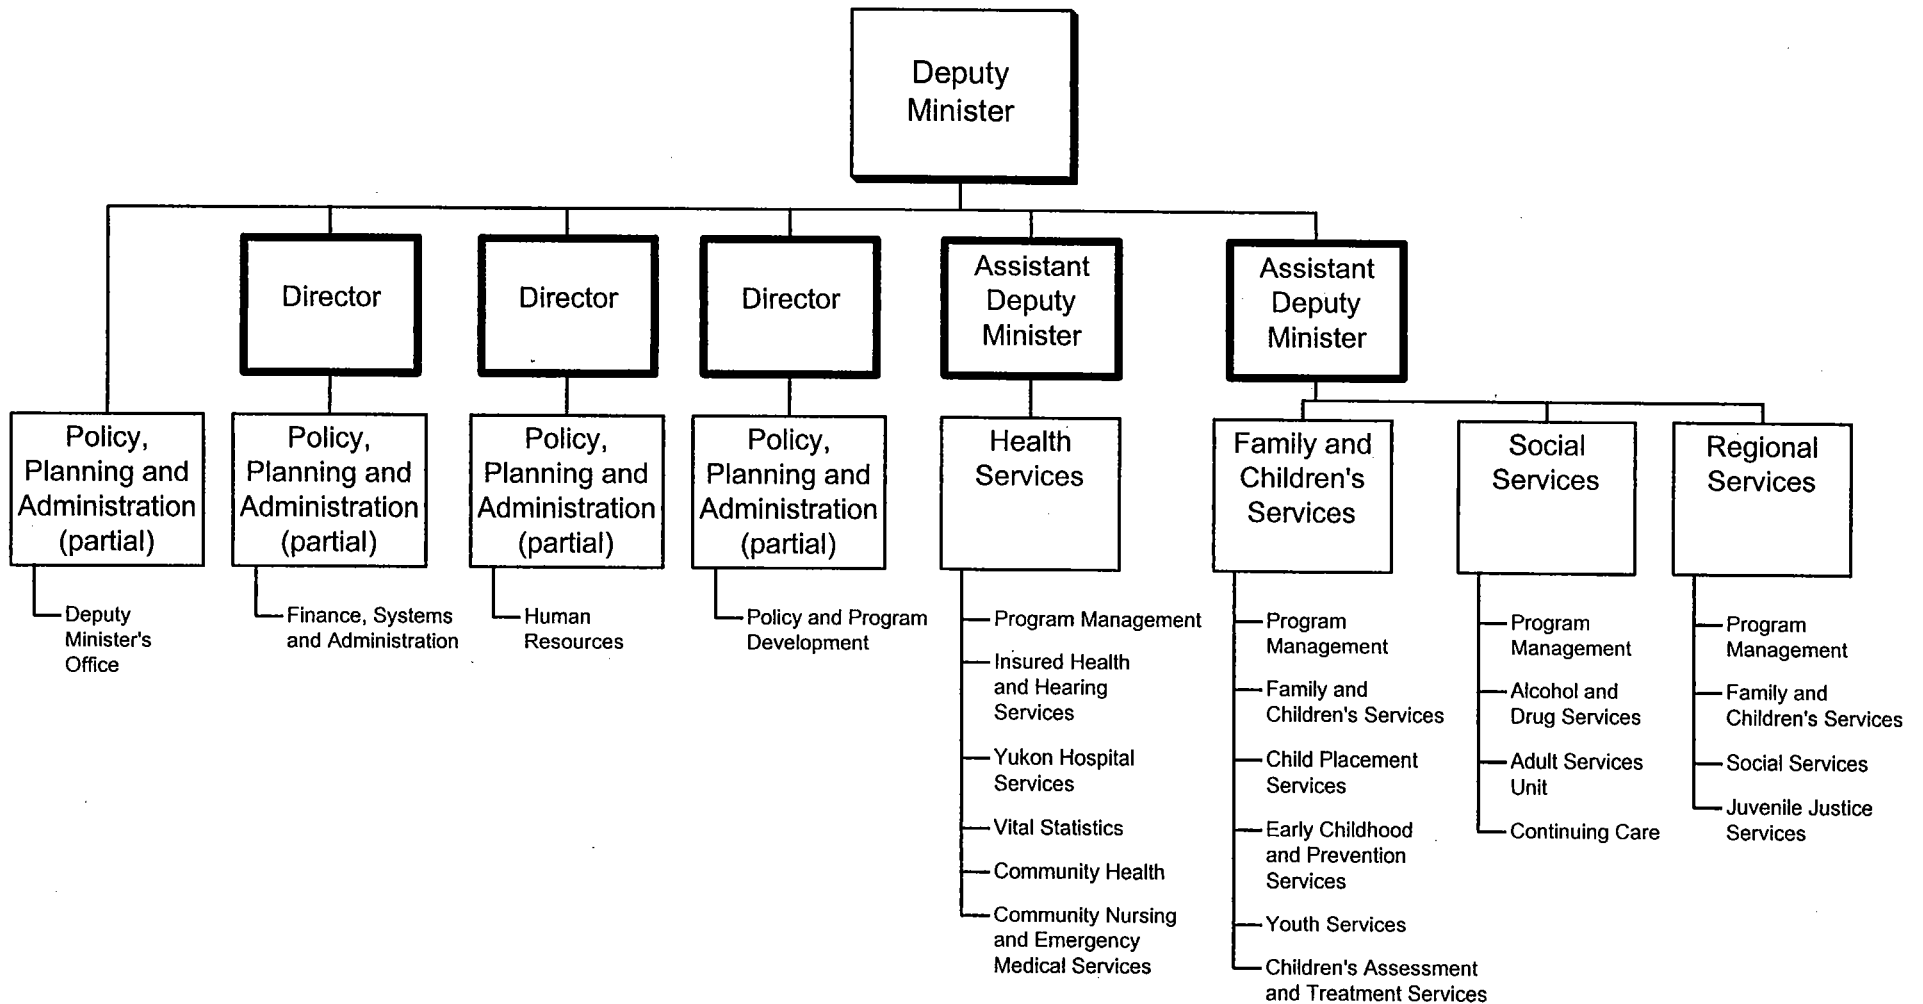 Deputy
Minister
Director
Director
Director
Assistant
Deputy
Minister
Assistant
Deputy
Minister
Policy,
Planning and
Administration
(partial)
Deputy
Minister's
Office
Policy,
Planning and
Administration
(partial)
Finance, Systems
and Administration
Policy,
Planning and
Administration
(partial)
Human
Resources
Policy,
Planning and
Administration
(partial)
Policy and Program
Development
Health
Services
Program Management
Insured Health
and Hearing
Services
Yukon Hospital
Services
Vital Statistics
Community Health
Community Nursing
and Emergency
Medical Services
Family and
Children's
Services
Program
Management
Family and
Children's Services
Child Placement
Services
Early Childhood
and Prevention
Services
Youth Services
Children's Assessment
and Treatment Services
Social
Services
Program
Management
Alcohol and
Drug Services
Adult Services
Unit
Continuing Care
Regional
Services
Program
Management
Family and
Children's Services
Social Services
Juvenile Justice
Services